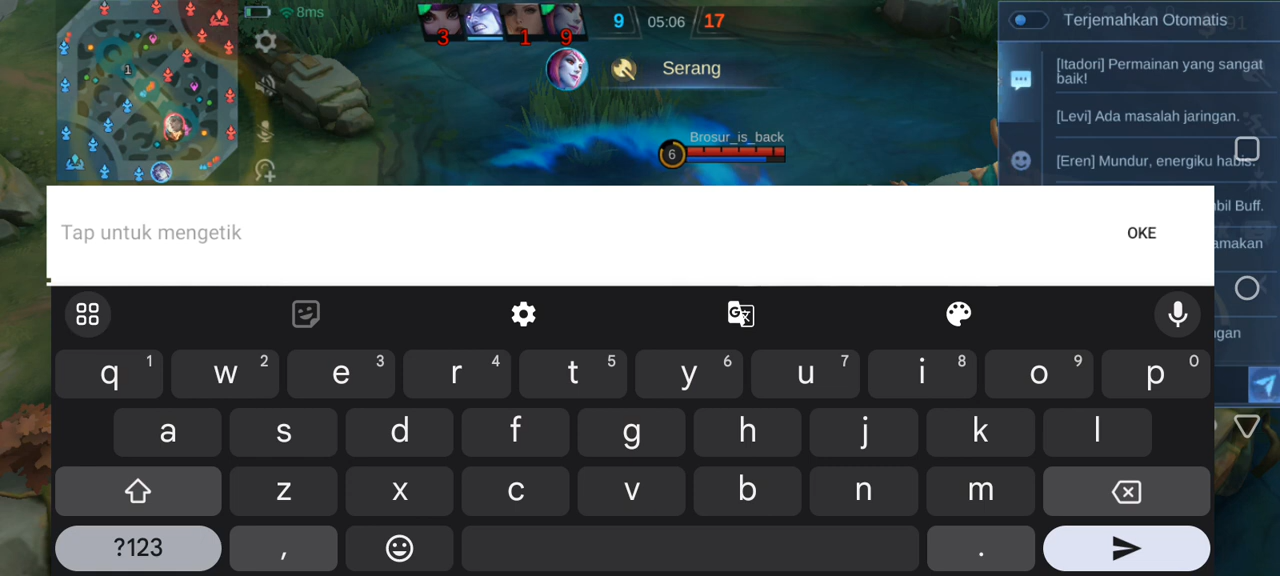 8ms
9 05:06 17
3 1 9
1
Serang
Brosur_is_back
6
Terjemahkan Otomatis
[Itadori] Permainan yang sangat
baik!
[Levi] Ada masalah jaringan.
[Eren] Mundur, energiku habis.
bil Buff.
amakan
gan
Tap untuk mengetik
OKE
q 1 w 2 e 3 r 4 t 5 y 6 u 7 i 8 o 9 p 0
a s d f g h j k l
z x c v b n m
?123 , .